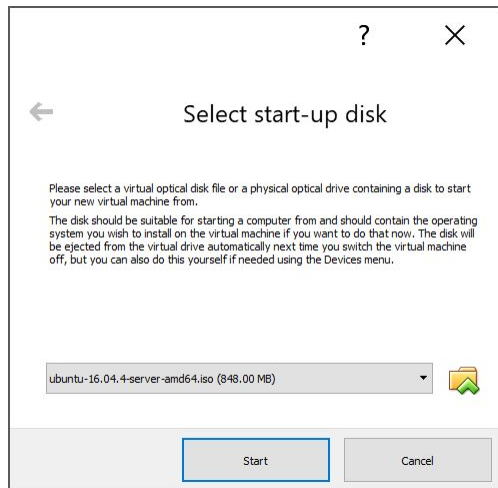 ?
Select start-up disk
Please select a virtual optical disk file or a physical optical drive containing a disk to start
your new virtual machine from.
The disk should be suitable for starting a computer from and should contain the operating
system you wish to install on the virtual machine if you want to do that now. The disk will
be ejected from the virtual drive automatically next time you switch the virtual machine
off, but you can also do this yourself if needed using the Devices menu.
ubuntu-16.04.4-server-amd64.iso (848.00 MB)
Start Cancel